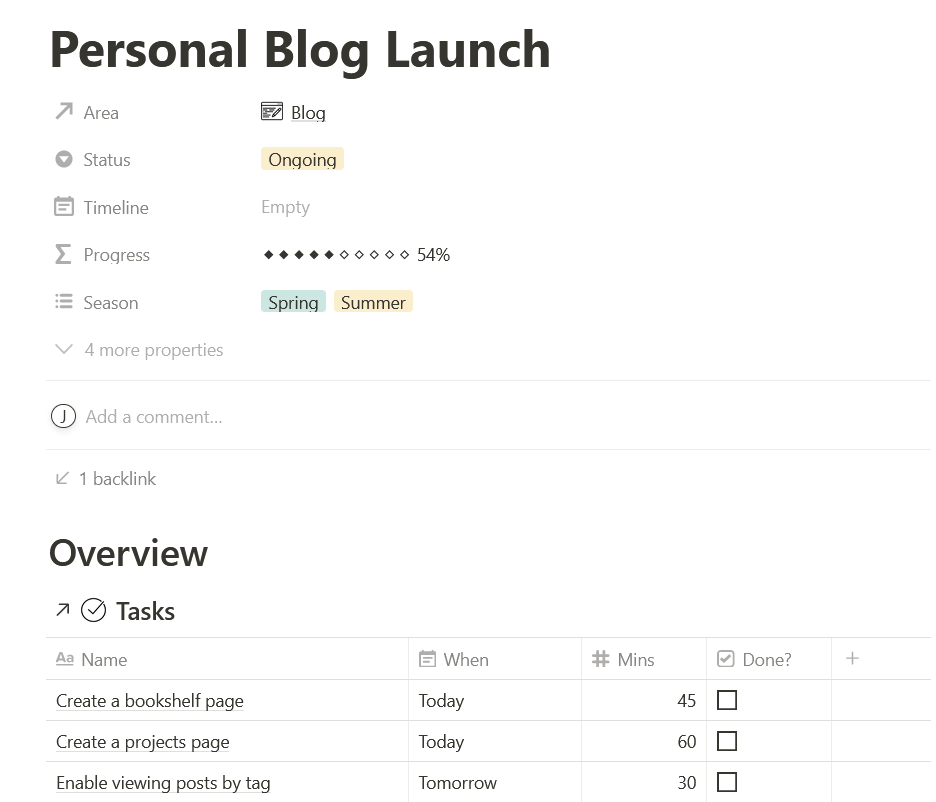 Personal Blog Launch
Area Blog
Status Ongoing
Timeline Empty
Progress 54%
Season Spring Summer
4 more properties
J Add a comment...
1 backlink
Overview
Tasks
Aa Name When # Mins Done? +
Create a bookshelf page Today 45
Create a projects page Today 60
Enable viewing posts by tag Tomorrow 30